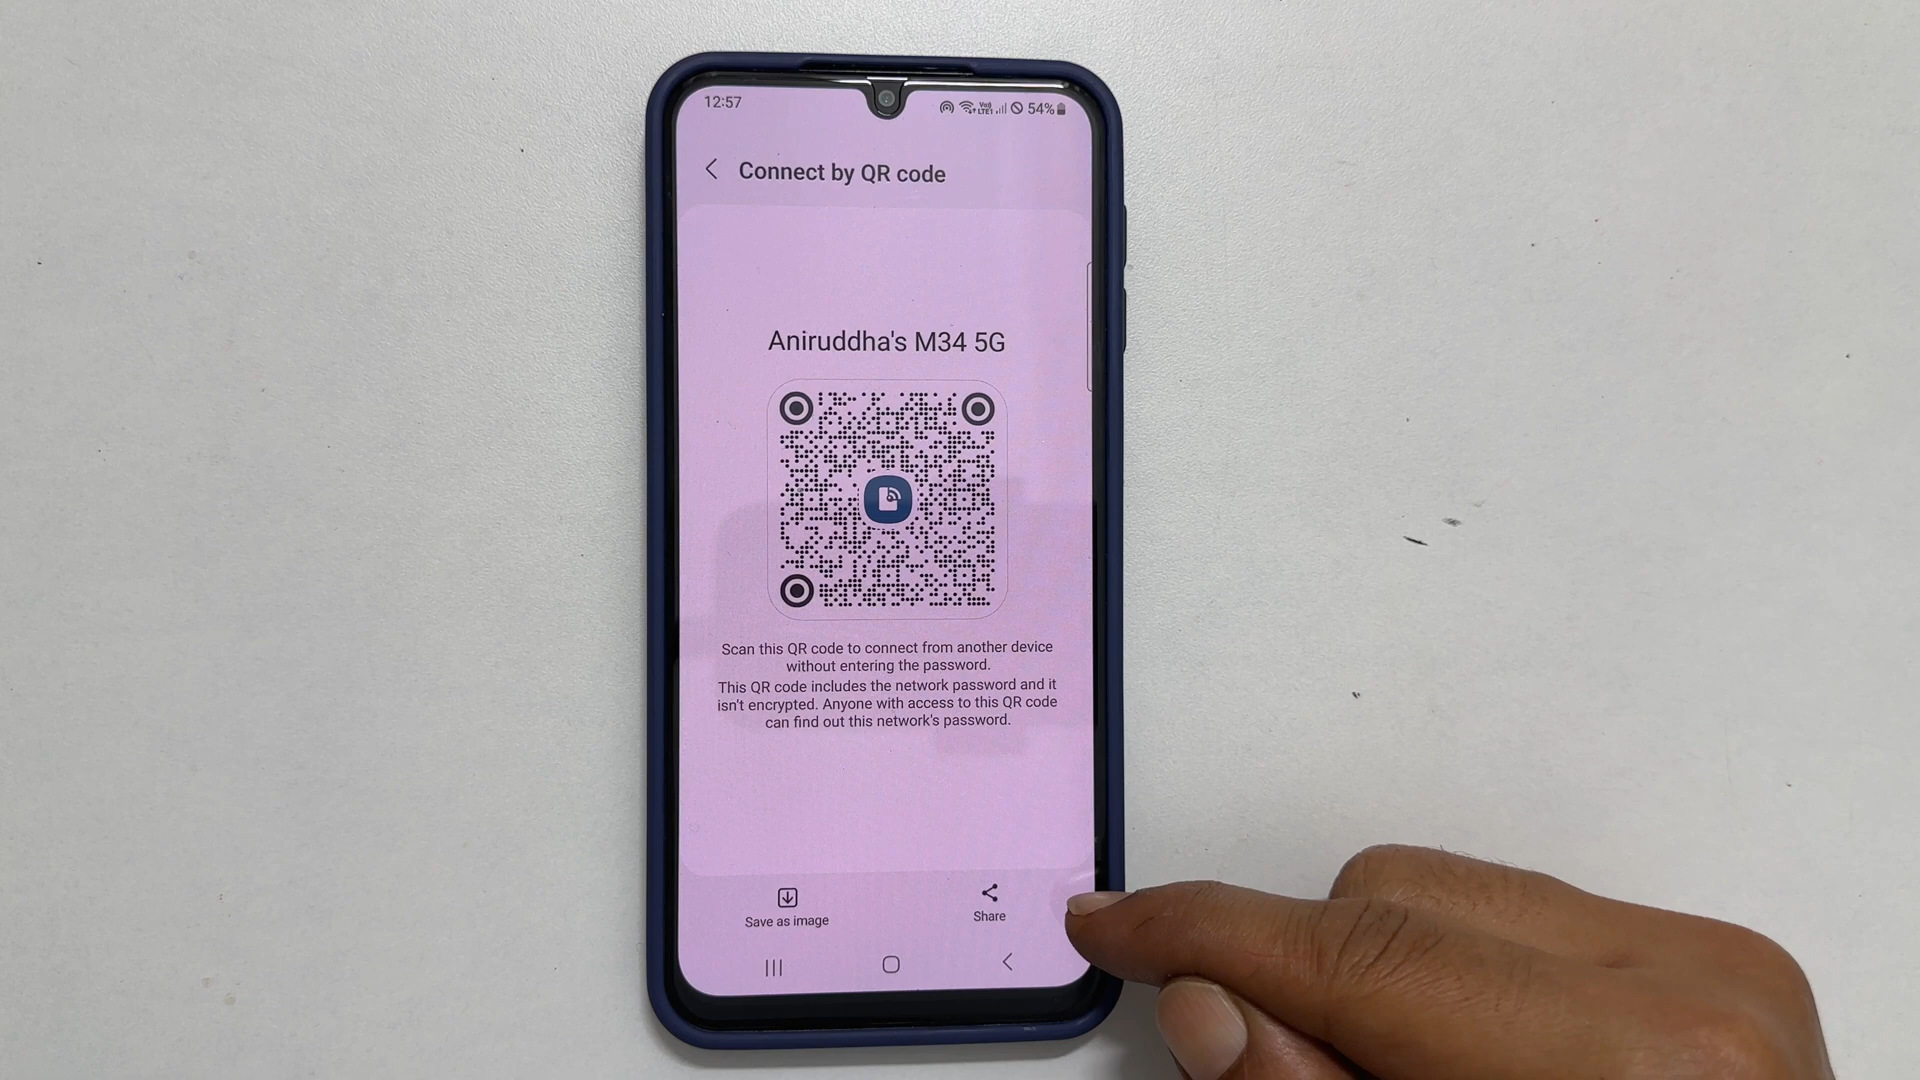 12:57
54%
Connect by QR code
Aniruddha's M34 5G
Scan this QR code to connect from another device
without entering the password.
This QR code includes the network password and it
isn't encrypted. Anyone with access to this QR code
can find out this network's password.
Save as image
Share